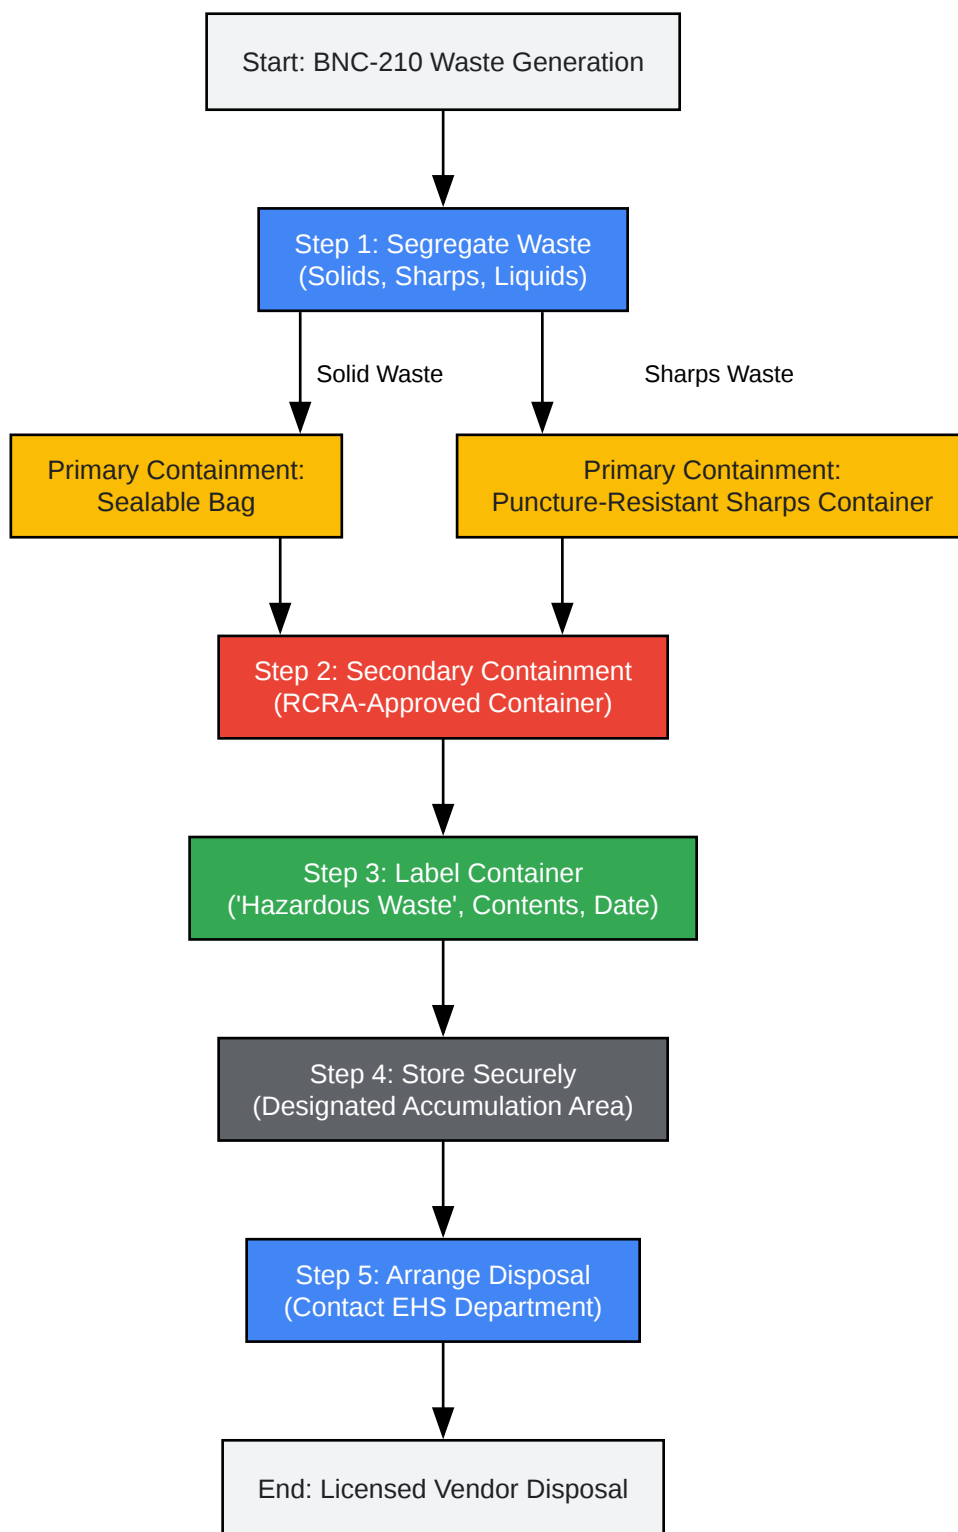 Start: BNC-210 Waste Generation
Step 1: Segregate Waste
(Solids, Sharps, Liquids)
Solid Waste
Sharps Waste
Primary Containment:
Sealable Bag
Primary Containment:
Puncture-Resistant Sharps Container
Step 2: Secondary Containment
(RCRA-Approved Container)
Step 3: Label Container
('Hazardous Waste', Contents, Date)
Step 4: Store Securely
(Designated Accumulation Area)
Step 5: Arrange Disposal
(Contact EHS Department)
End: Licensed Vendor Disposal